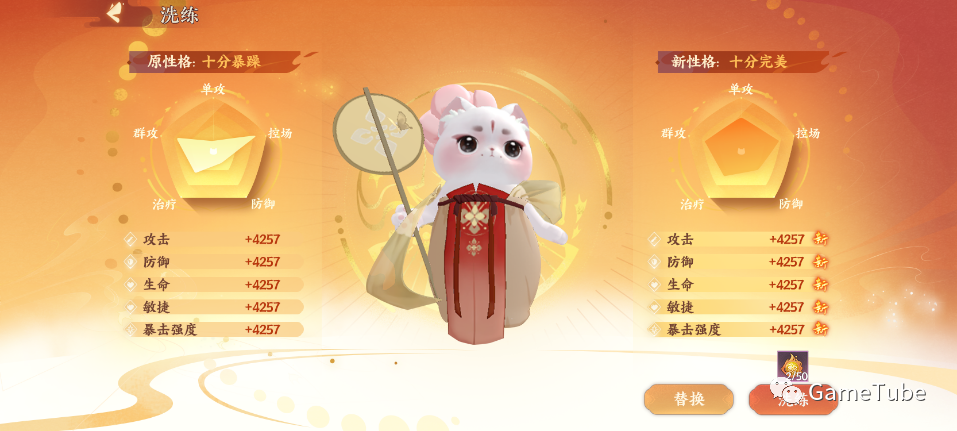 洗练
原性格: 十分暴躁
单攻
群攻
控场
治疗
防御
攻击 +4257
防御 +4257
生命 +4257
敏捷 +4257
暴击强度 +4257
新性格: 十分完美
单攻
群攻
控场
治疗
防御
攻击 +4257 新
防御 +4257 新
生命 +4257 新
敏捷 +4257 新
暴击强度 +4257 新
2/50
替换
洗练
GameTube